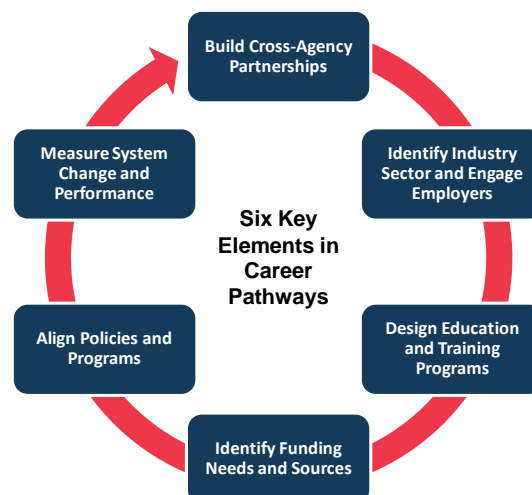 Build Cross-Agency
Partnerships
Identify Industry
Sector and Engage
Employers
Design Education
and Training
Programs
Identify Funding
Needs and Sources
Align Policies and
Programs
Measure System
Change and
Performance
Six Key
Elements in
Career
Pathways